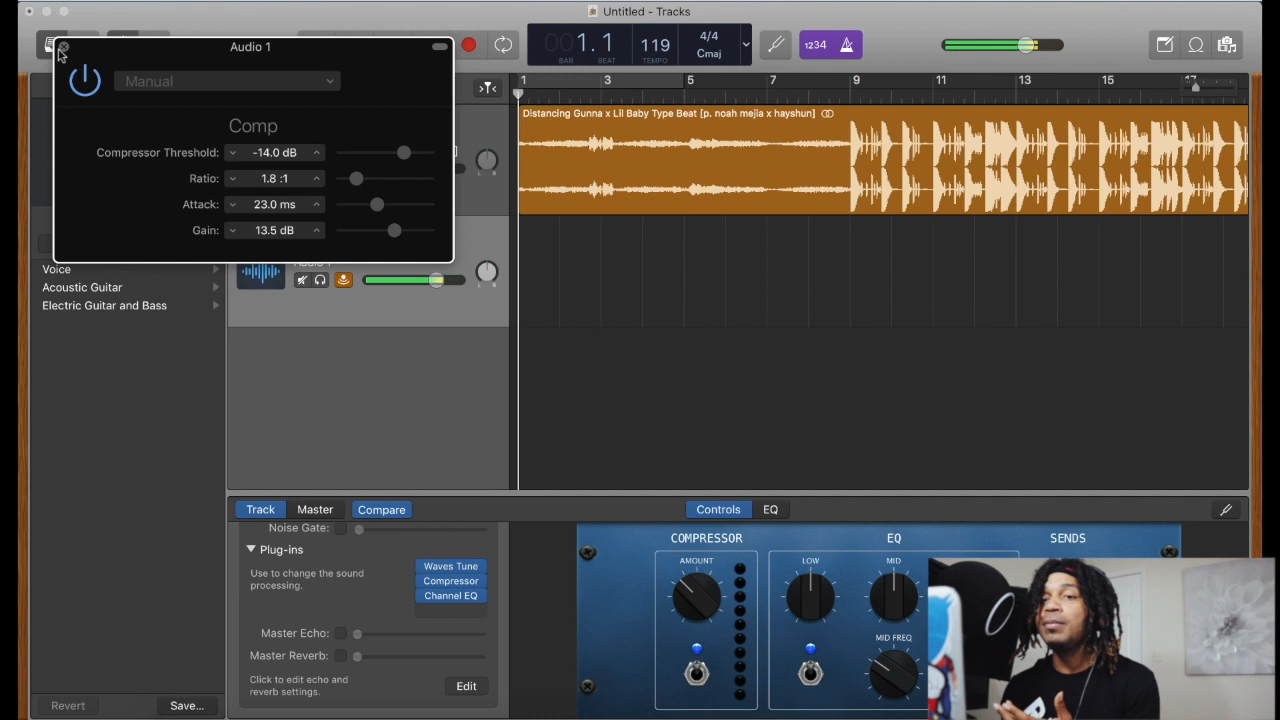 Untitled - Tracks
Audio 1
Manual
Comp
Compressor Threshold: -14.0 dB
Ratio: 1.8 :1
Attack: 23.0 ms
Gain: 13.5 dB
1.1
BAR BEAT
119
TEMPO
4/4
Cmaj
1234
1 3 5 7 9 11 13 15 17
Distancing Gunna x Lil Baby Type Beat [p. noah mejia x hayshun]
L R
Voice
Acoustic Guitar
Electric Guitar and Bass
L R
Track Master Compare
Controls EQ
Noise Gate:
Plug-ins
Use to change the sound
processing.
Waves Tune
Compressor
Channel EQ
Master Echo:
Master Reverb:
Click to edit echo and
reverb settings.
Edit
COMPRESSOR
AMOUNT
EQ
LOW MID
MID FREQ
SENDS
Revert Save...